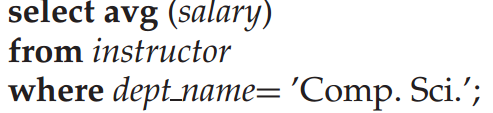 select avg (salary)
from instructor
where dept_name= ’Comp. Sci.’;